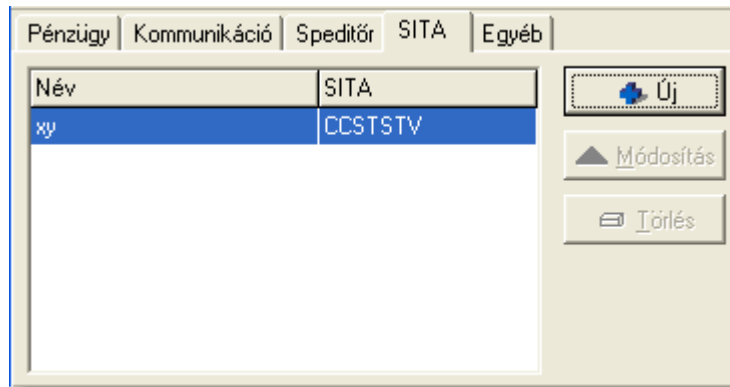 Pénzügy Kommunikáció Speditőr SITA Egyéb
Név SITA
xy CCSTSTV
Új
Módosítás
Törlés